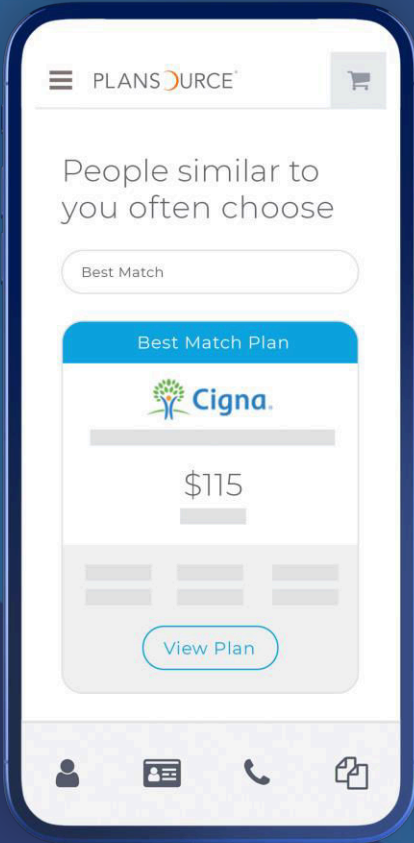 PLANSOURCE
People similar to
you often choose
Best Match
Best Match Plan
Cigna.
$115
View Plan